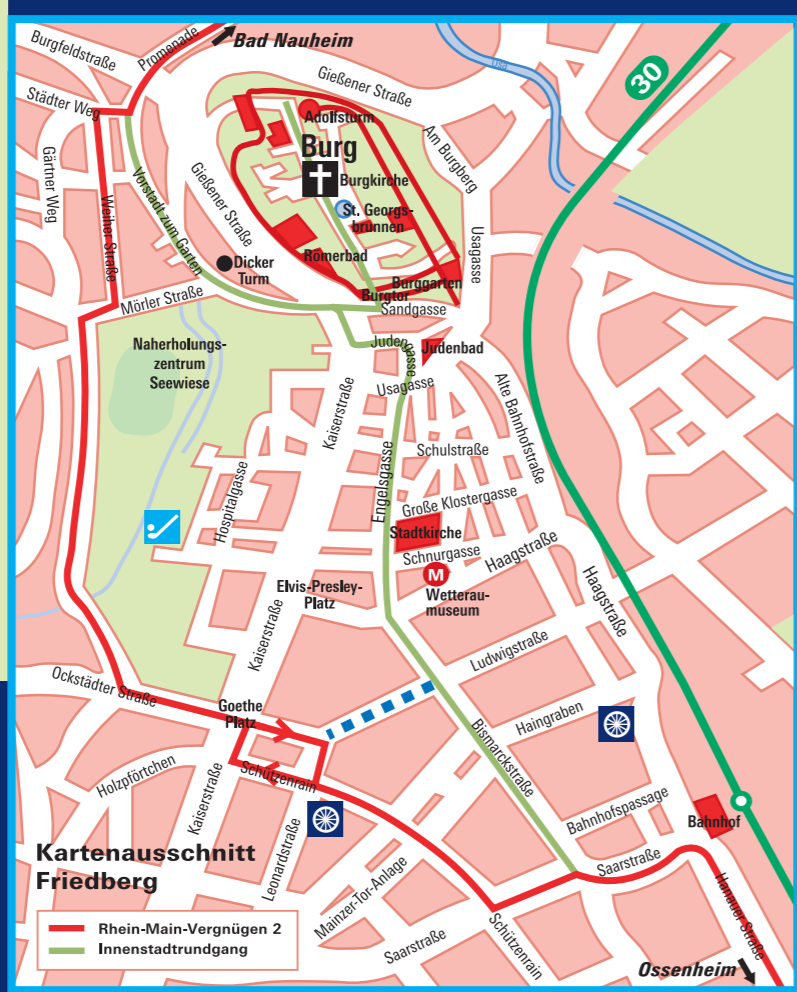 Burgfeldstraße
Promenade
Bad Nauheim
Usa
30
Gießener Straße
Städter Weg
Adolfsturm
Burg
Am Burgberg
Gärtner Weg
Vorstadt zum Garten
Gießener Straße
Burgkirche
Weiher Straße
St. Georgs-
brunnen
Usagasse
Dicker
Turm
Römerbad
Burggarten
Burgtor
Mörler Straße
Sandgasse
Naherholungs-
zentrum
Seewiese
Judengasse
Judenbad
Usagasse
Kaiserstraße
Alte Bahnhofstraße
Schulstraße
Hospitalgasse
Engelsgasse
Große Klostergasse
Stadtkirche
Schnurgasse
Haagstraße
M
Wetterau-
museum
Haagstraße
Elvis-Presley-
Platz
Kaiserstraße
Ludwigstraße
Ockstädter Straße
Goethe
Platz
Haingraben
Bismarckstraße
Holzpförtchen
Schützenrain
Kaiserstraße
Leonardstraße
Bahnhofspassage
Bahnhof
Kartenausschnitt
Friedberg
Mainzer-Tor-Anlage
Saarstraße
Hanauer Straße
Rhein-Main-Vergnügen 2
Innenstadtrundgang
Saarstraße
Schützenrain
Ossenheim